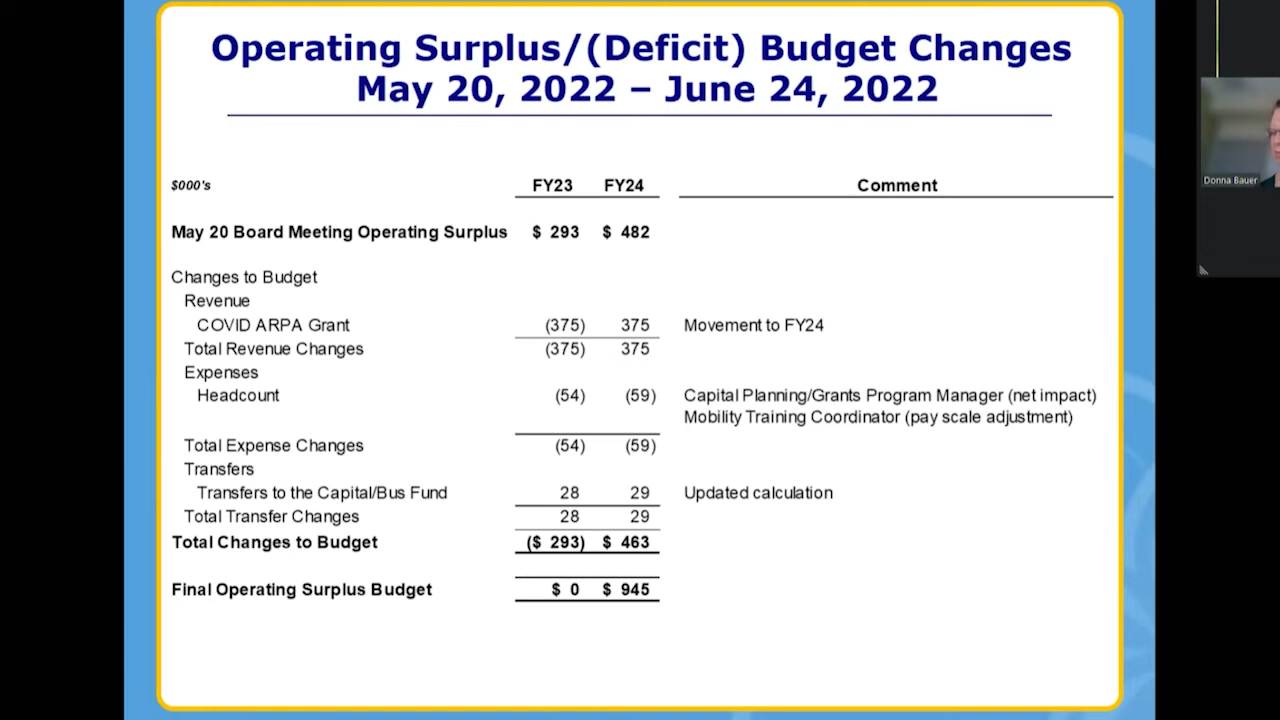 Operating Surplus/(Deficit) Budget Changes
May 20, 2022 – June 24, 2022
$000's FY23 FY24 Comment
May 20 Board Meeting Operating Surplus $ 293 $ 482
Changes to Budget
Revenue
COVID ARPA Grant (375) 375 Movement to FY24
Total Revenue Changes (375) 375
Expenses
Headcount (54) (59) Capital Planning/Grants Program Manager (net impact)
Mobility Training Coordinator (pay scale adjustment)
Total Expense Changes (54) (59)
Transfers
Transfers to the Capital/Bus Fund 28 29 Updated calculation
Total Transfer Changes 28 29
Total Changes to Budget ($ 293) $ 463
Final Operating Surplus Budget $ 0 $ 945
Donna Bauer